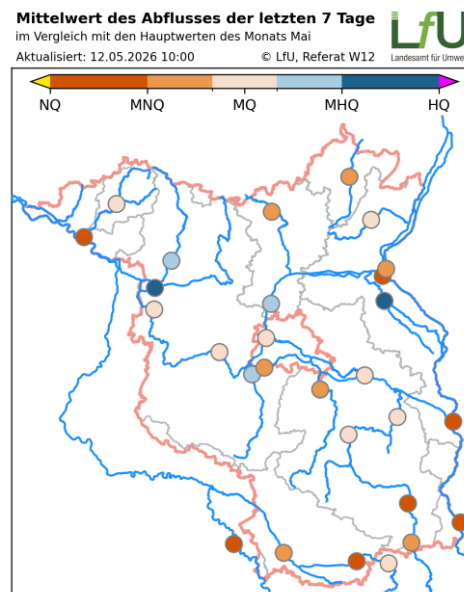 Mittelwert des Abflusses der letzten 7 Tage
im Vergleich mit den Hauptwerten des Monats Mai
Aktualisiert: 12.05.2026 10:00 © LfU, Referat W12
LfU
Landesamt für Umwe
NQ MNQ MQ MHQ HQ